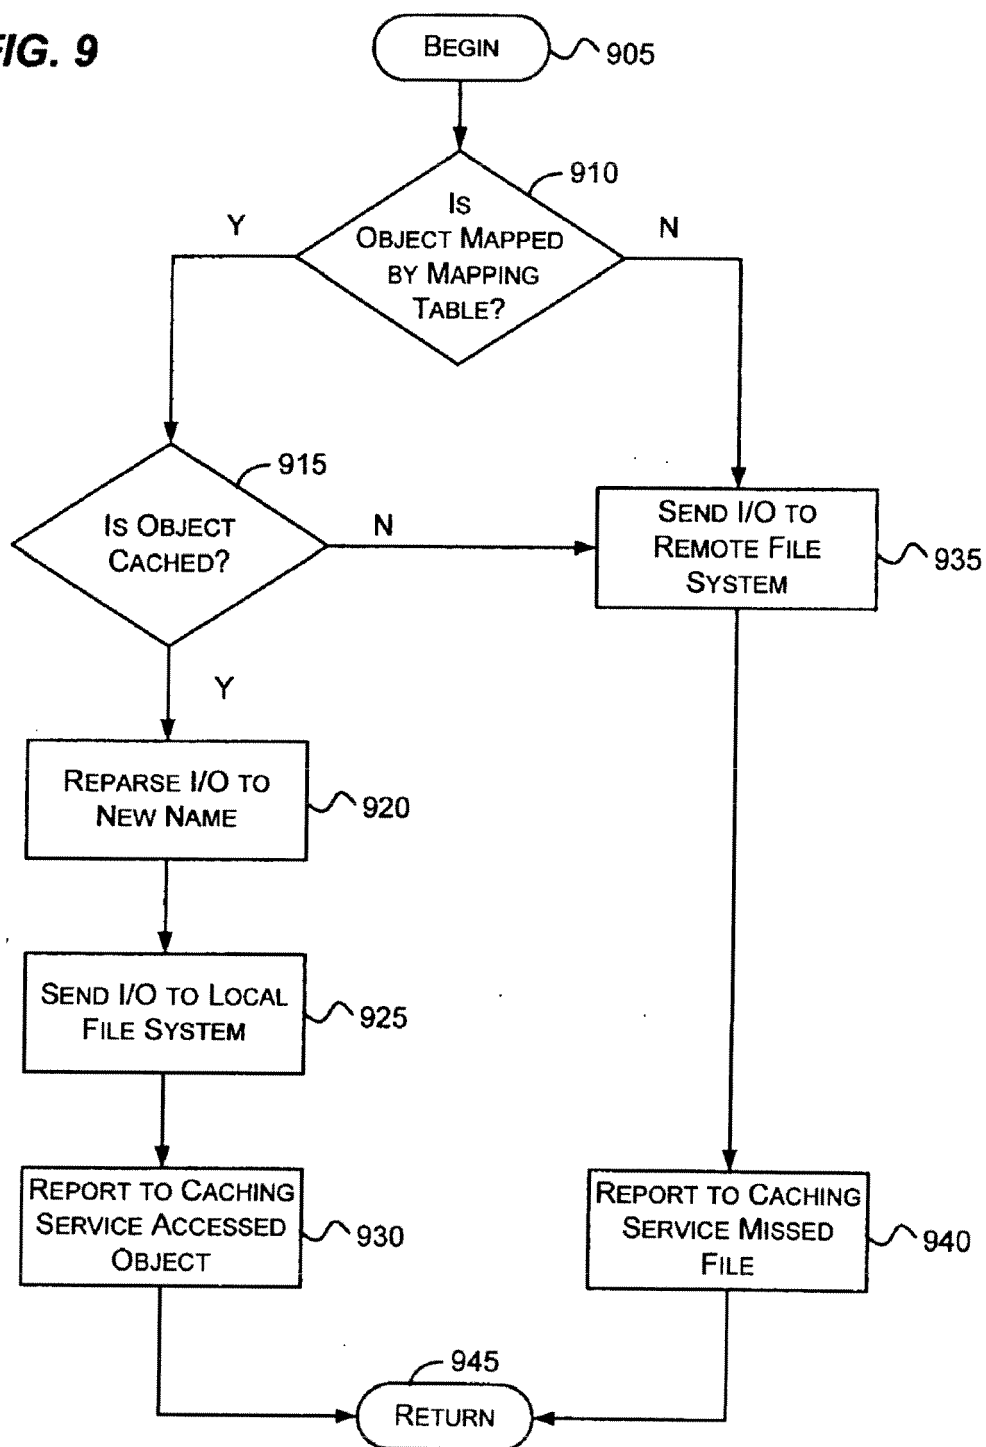 FIG. 9
BEGIN
905
910
IS
OBJECT MAPPED
BY MAPPING
TABLE?
Y
N
915
IS OBJECT
CACHED?
N
SEND I/O TO
REMOTE FILE
SYSTEM
935
Y
REPARSE I/O TO
NEW NAME
920
SEND I/O TO LOCAL
FILE SYSTEM
925
REPORT TO CACHING
SERVICE ACCESSED
OBJECT
930
REPORT TO CACHING
SERVICE MISSED
FILE
940
945
RETURN